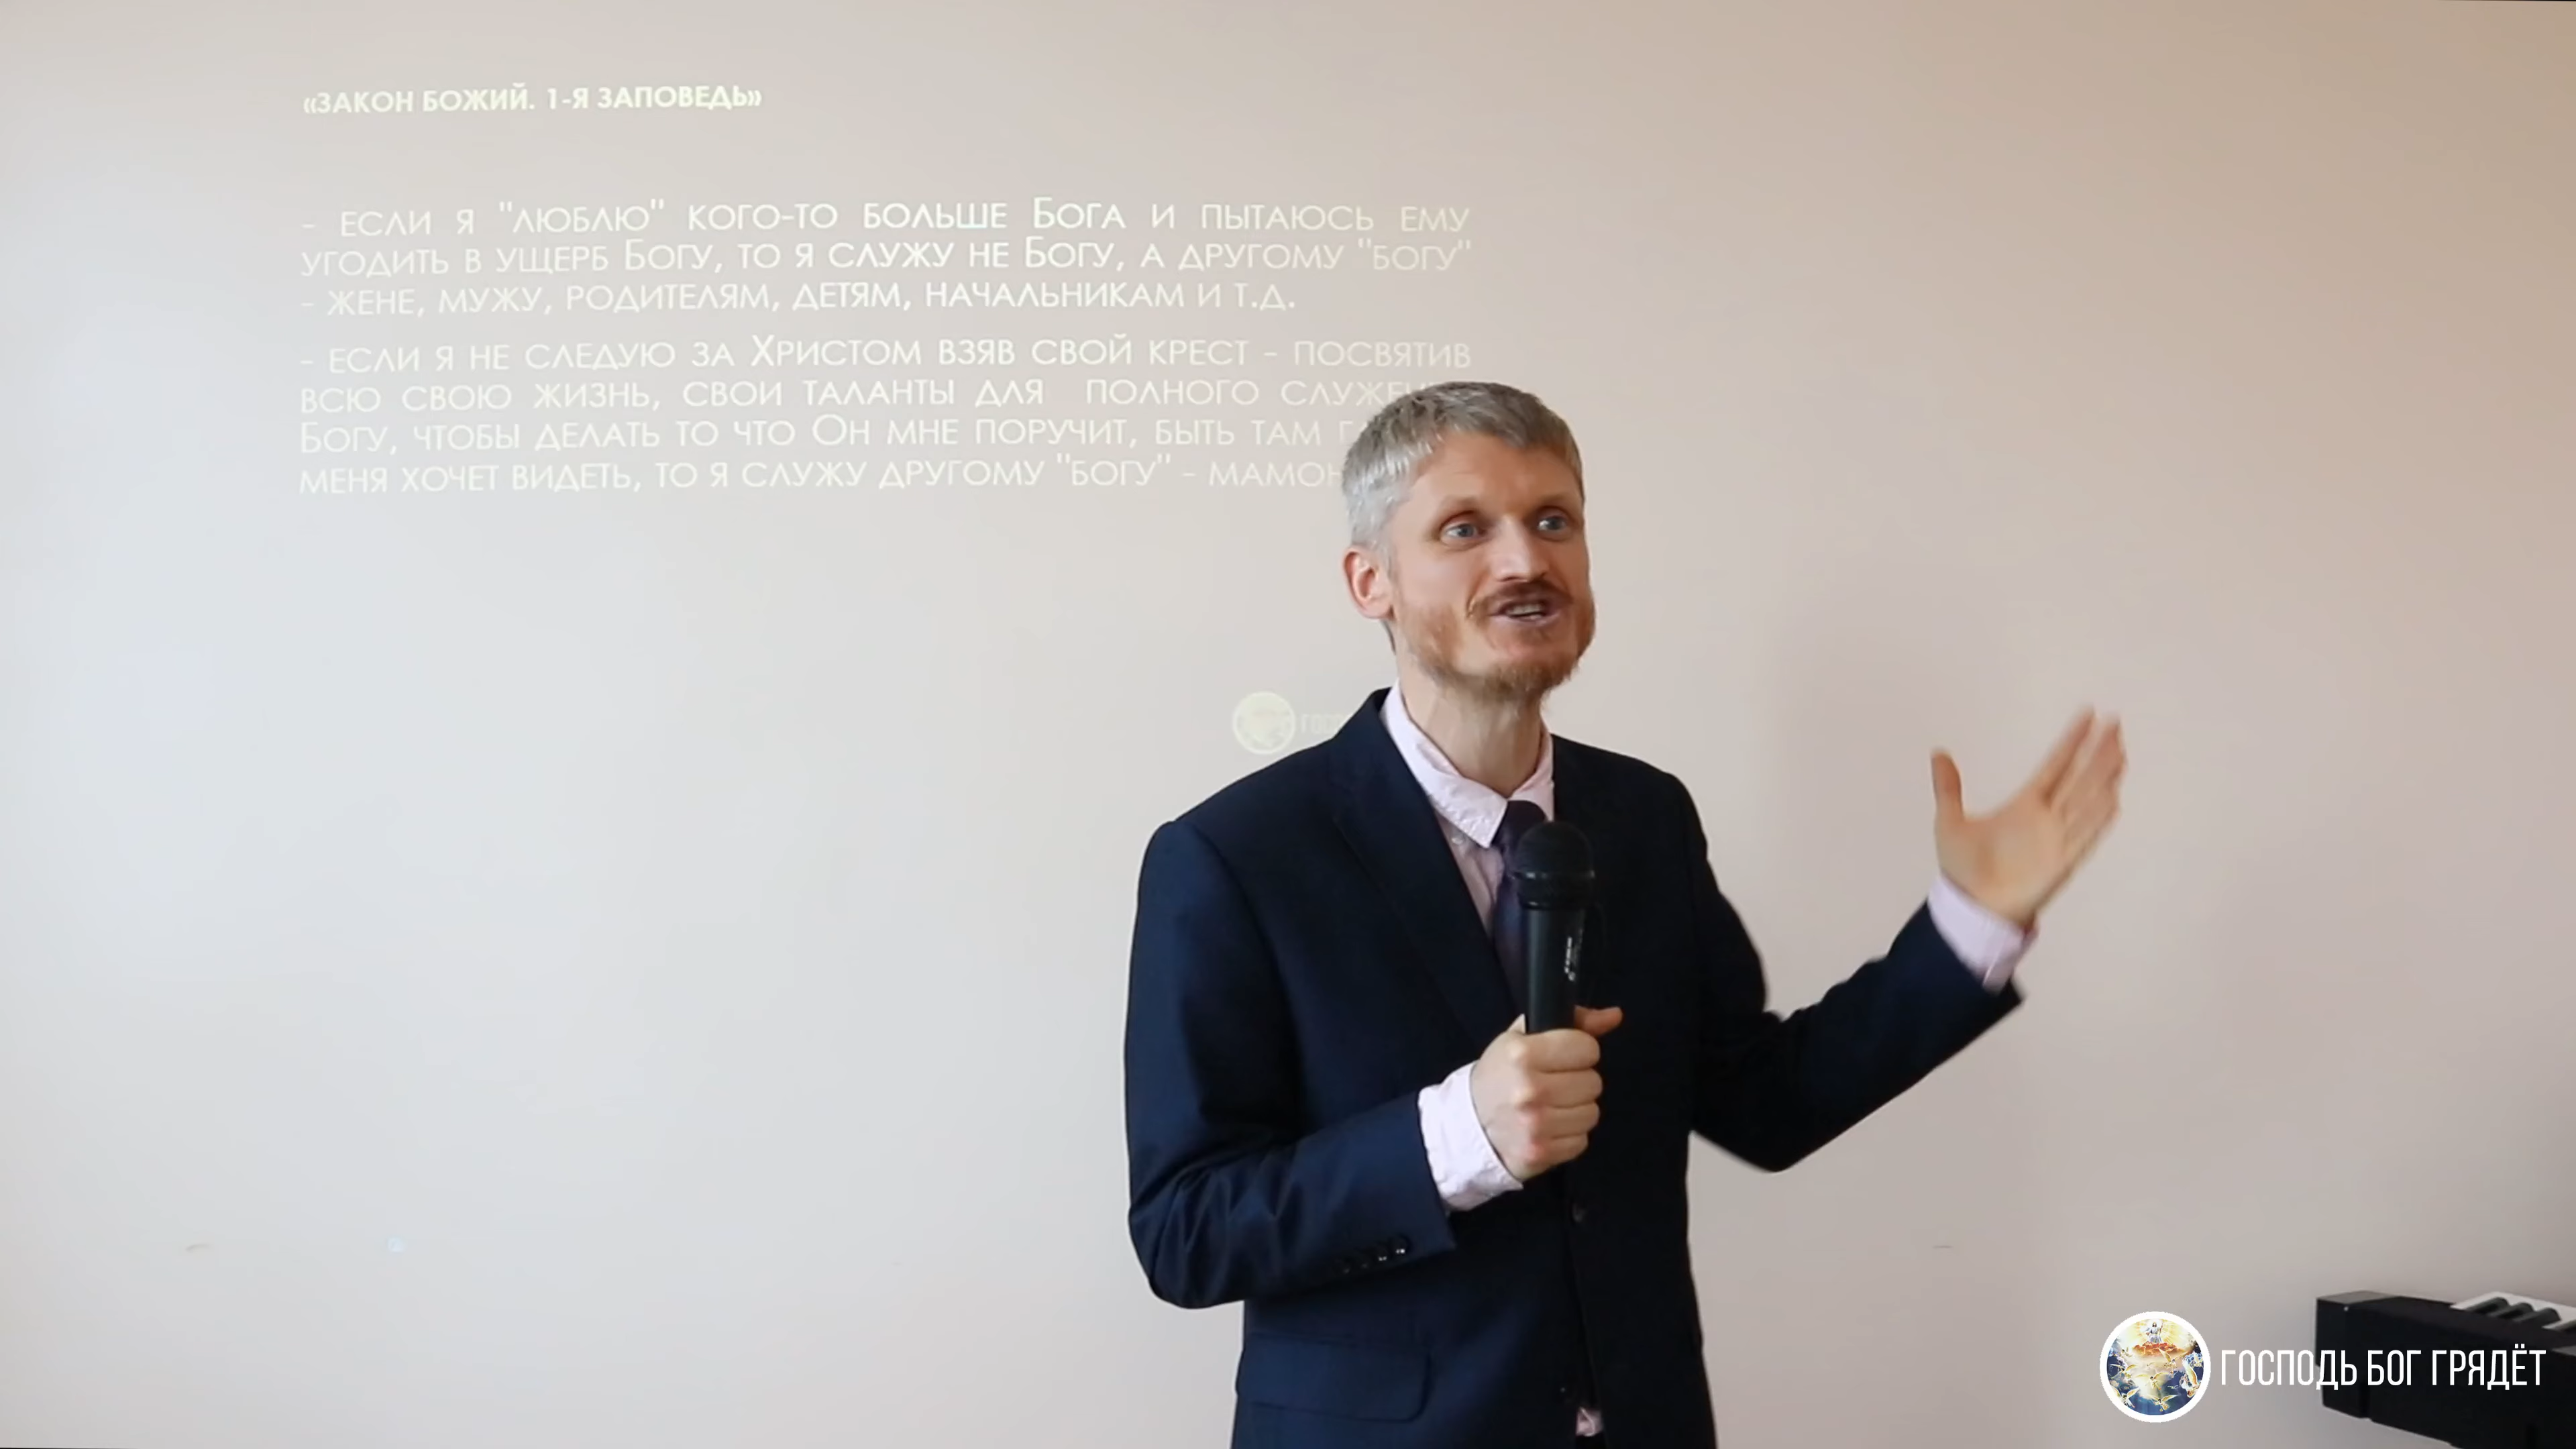 «ЗАКОН БОЖИЙ. 1-Я ЗАПОВЕДЬ»
- ЕСЛИ Я "ЛЮБЛЮ" КОГО-ТО БОЛЬШЕ БОГА И ПЫТАЮСЬ ЕМУ
УГОДИТЬ В УЩЕРБ БОГУ, ТО Я СЛУЖУ НЕ БОГУ, А ДРУГОМУ "БОГУ"
- ЖЕНЕ, МУЖУ, РОДИТЕЛЯМ, ДЕТЯМ, НАЧАЛЬНИКАМ И Т.Д.
- ЕСЛИ Я НЕ СЛЕДУЮ ЗА ХРИСТОМ ВЗЯВ СВОЙ КРЕСТ - ПОСВЯТИВ
ВСЮ СВОЮ ЖИЗНЬ, СВОИ ТАЛАНТЫ ДЛЯ ПОЛНОГО
БОГУ, ЧТОБЫ ДЕЛАТЬ ТО ЧТО ОН МНЕ ПОРУЧИТ, БЫТЬ ТАМ
МЕНЯ ХОЧЕТ ВИДЕТЬ, ТО Я СЛУЖУ ДРУГОМУ "БОГУ" -
ГОСПОДЬ БОГ ГРЯДЁТ